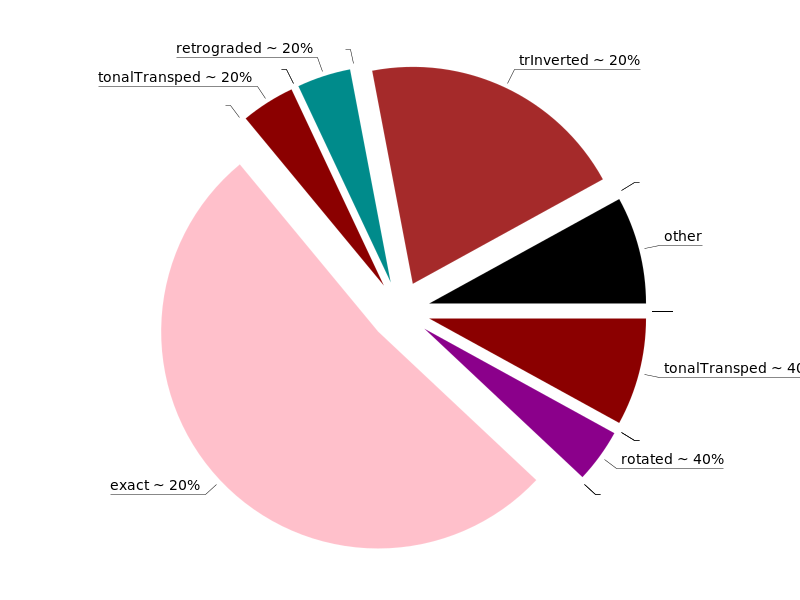 retrograded ~ 20%
trInverted ~ 20%
tonalTransped ~ 20%
other
tonalTransped ~ 40
rotated ~ 40%
exact ~ 20%